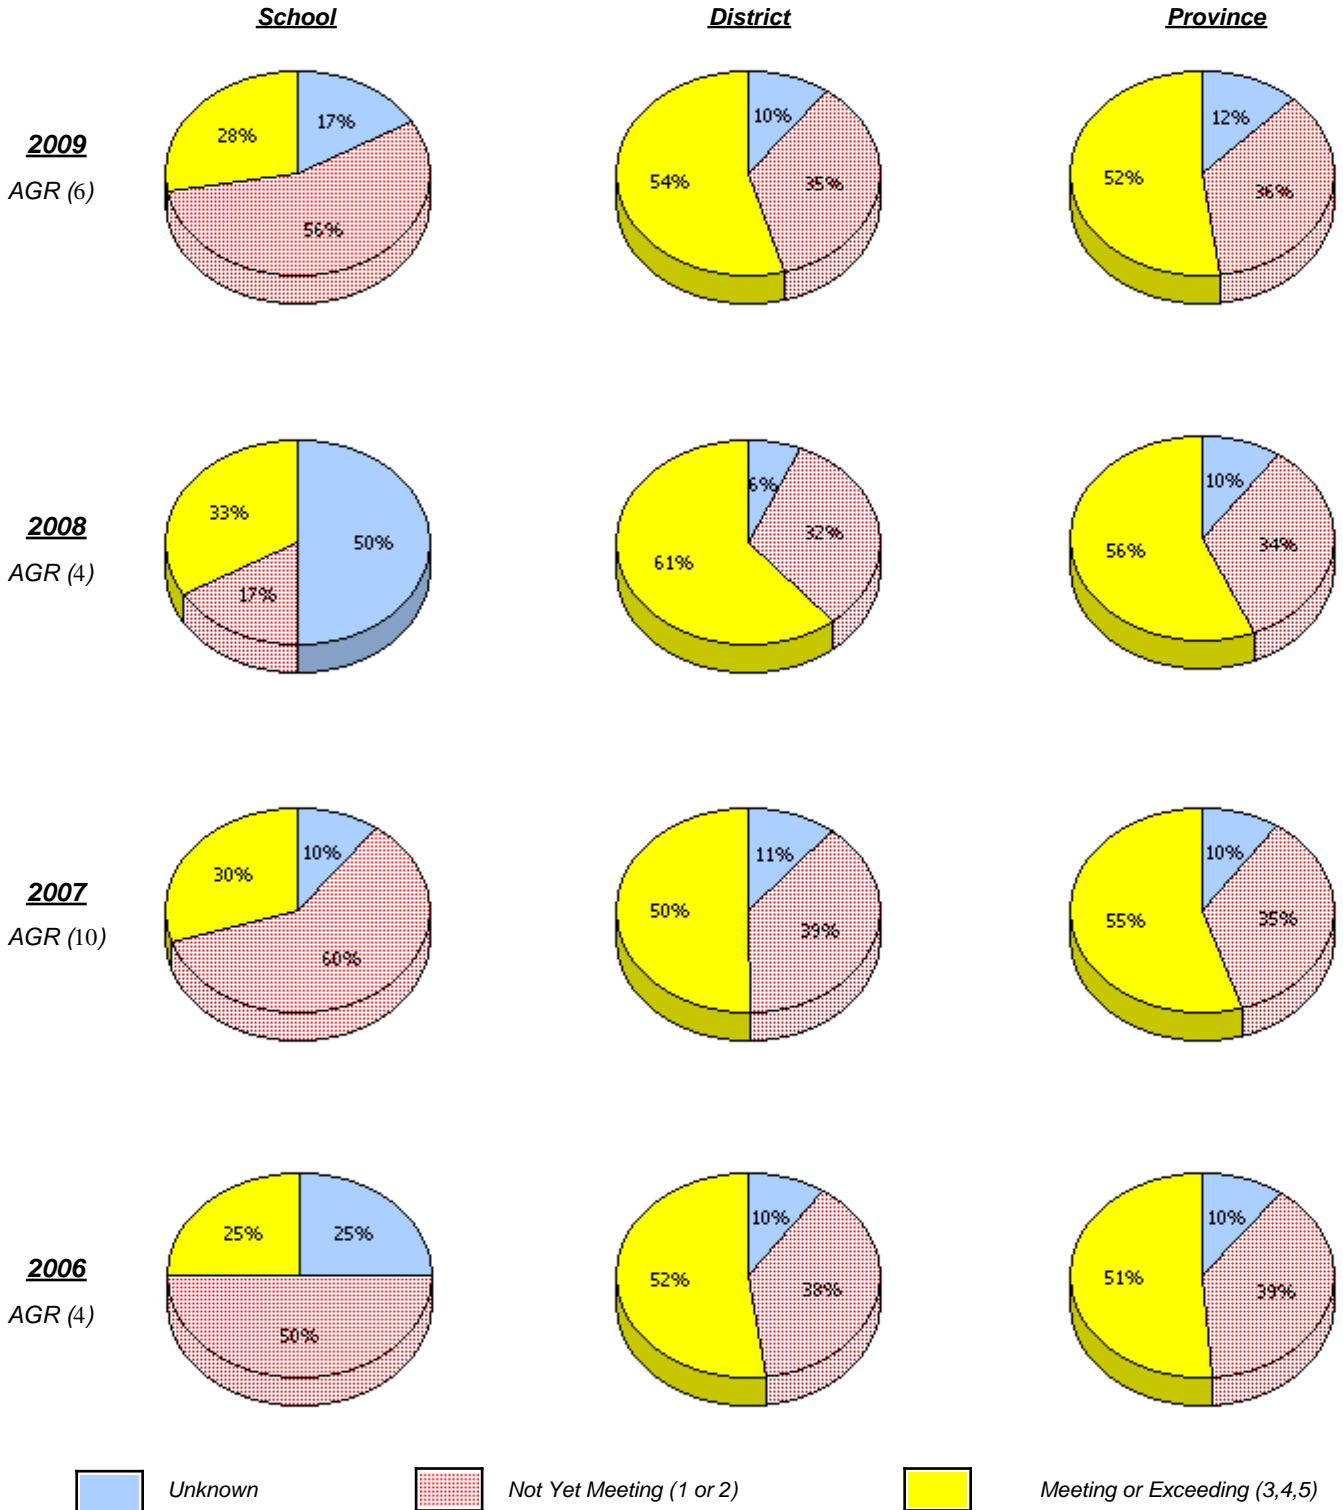 School District Province
2009
AGR (6)
28% 17% 56%
54% 10% 35%
52% 12% 36%
2008
AGR (4)
33% 50% 17%
61% 6% 32%
56% 10% 34%
2007
AGR (10)
30% 10% 60%
50% 11% 39%
55% 10% 35%
2006
AGR (4)
25% 25% 50%
52% 10% 38%
51% 10% 39%
Unknown Not Yet Meeting (1 or 2) Meeting or Exceeding (3,4,5)